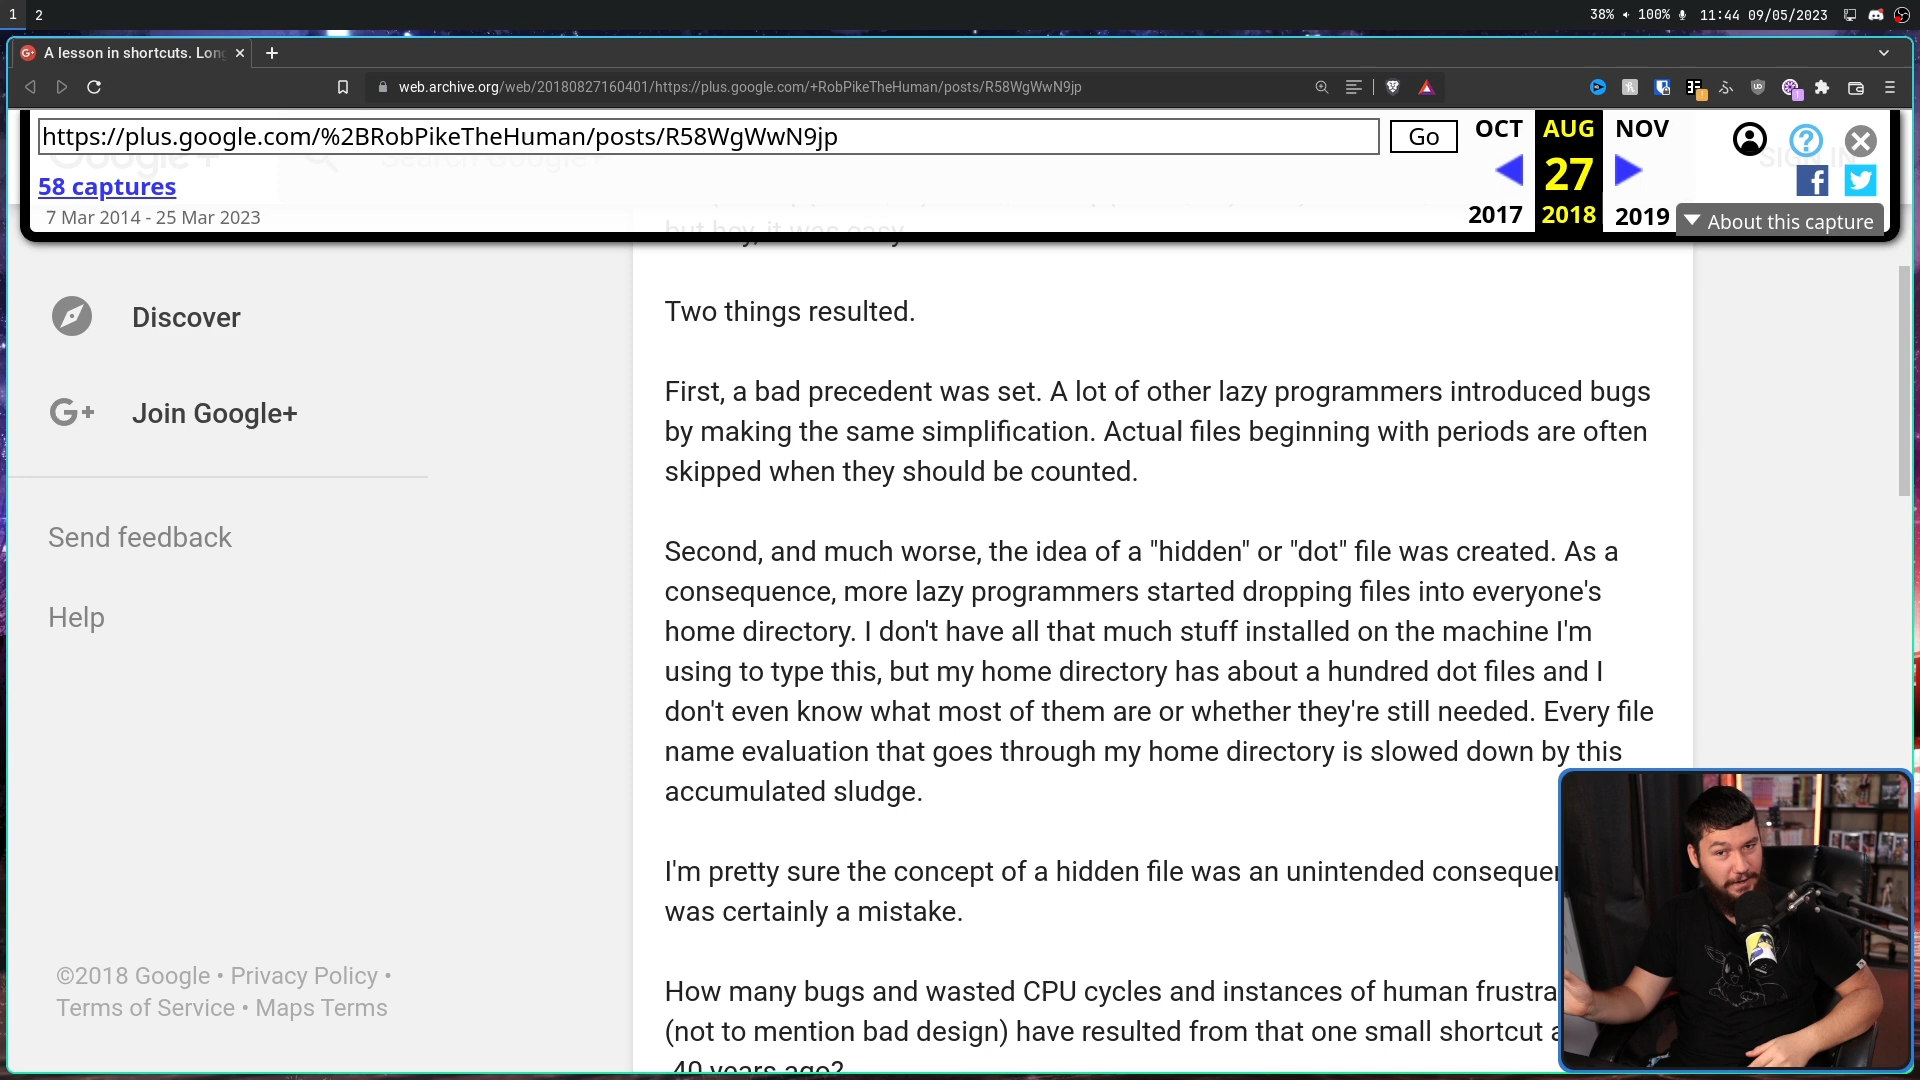 1 2
38% 100% 11:44 09/05/2023
A lesson in shortcuts. Lon
web.archive.org/web/20180827160401/https://plus.google.com/+RobPikeTheHuman/posts/R58WgWwN9jp
https://plus.google.com/%2BRobPikeTheHuman/posts/R58WgWwN9jp
Go
OCT AUG NOV
27
2017 2018 2019
58 captures
7 Mar 2014 - 25 Mar 2023
About this capture
SIGN IN
but hey, it was easy.
Discover
Join Google+
Send feedback
Help
©2018 Google • Privacy Policy •
Terms of Service • Maps Terms
Two things resulted.
First, a bad precedent was set. A lot of other lazy programmers introduced bugs
by making the same simplification. Actual files beginning with periods are often
skipped when they should be counted.
Second, and much worse, the idea of a "hidden" or "dot" file was created. As a
consequence, more lazy programmers started dropping files into everyone's
home directory. I don't have all that much stuff installed on the machine I'm
using to type this, but my home directory has about a hundred dot files and I
don't even know what most of them are or whether they're still needed. Every file
name evaluation that goes through my home directory is slowed down by this
accumulated sludge.
I'm pretty sure the concept of a hidden file was an unintended consequen
was certainly a mistake.
How many bugs and wasted CPU cycles and instances of human frustra
(not to mention bad design) have resulted from that one small shortcut a
40 years ago?